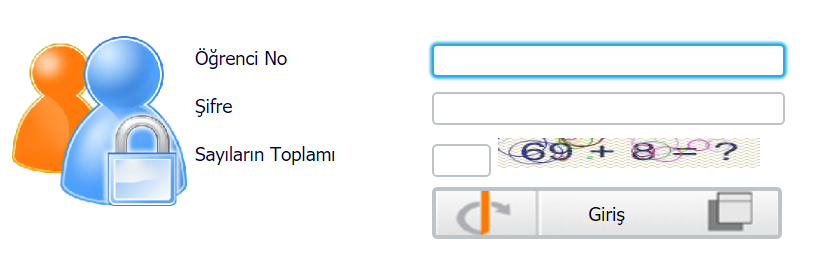 Öğrenci No
Şifre
Sayıların Toplamı
69 + 8 = ?
Giriş